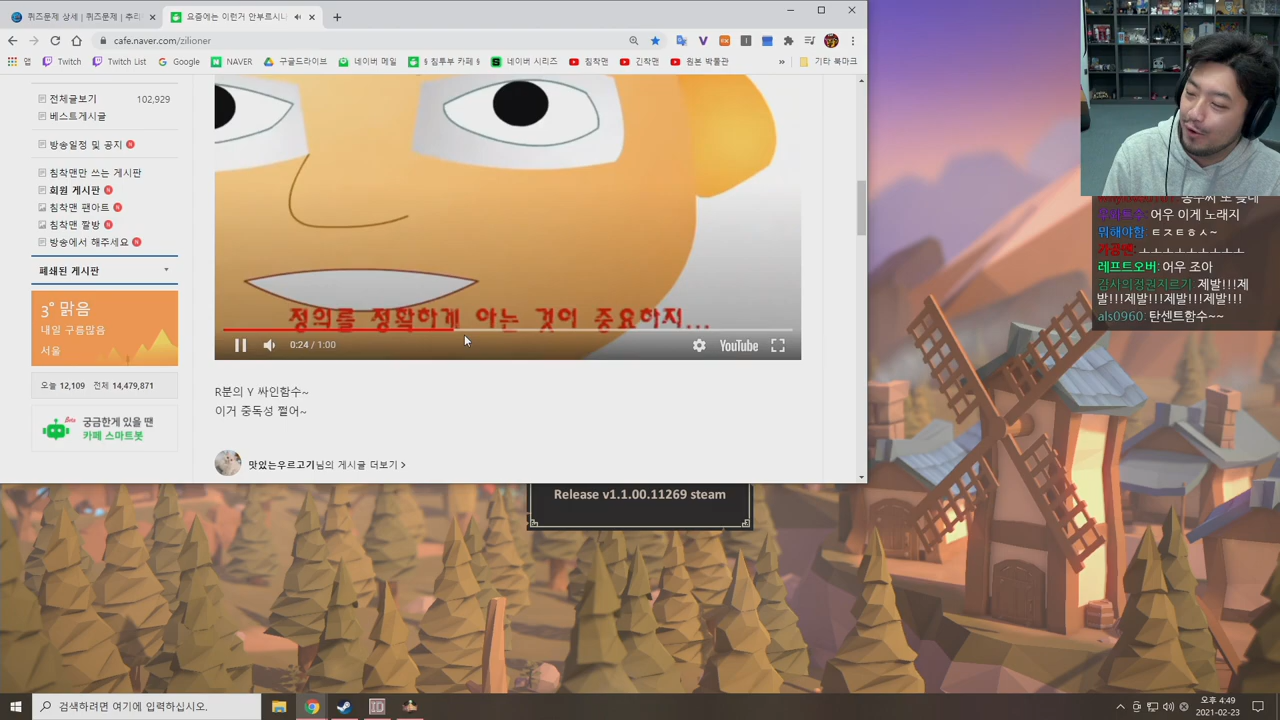 퀴즈문제 상세 | 퀴즈문제 | 추리
요즘에는 이런거 안부르시나
cafe.naver.com/zilioner
앱
Twitch
Twitch List
Google
NAVER
구글드라이브
네이버 메일
§ 침투부 카페 §
네이버 시리즈
침착맨
긴착맨
원본 박물관
»
기타 북마크
전체글보기 102,929
베스트게시글
방송일정 및 공지
침착맨만 쓰는 게시판
회원 게시판
침착맨 팬아트
침착맨 짤방
방송에서 해주세요
폐쇄된 게시판
3° 맑음
내일 구름많음
서울
오늘 12,109 전체 14,479,871
궁금한게 있을 땐
Beta
카페 스마트봇
정의를 정확하게 아는 것이 중요하지...
0:24 / 1:00
YouTube
R분의 Y 싸인함수~
이거 중독성 쩔어~
맛있는우르고기님의 게시글 더보기 >
어우 이게 노래지
뭐해야함: ㅌㅈㅌㅎㅅ~
ㅗㅗㅗㅗㅗㅗㅗㅗㅗ
레프트오버: 어우 조아
김시의정권지르기: 제발!!!제
발!!!제발!!!제발!!!제발!!!
als0960: 탄센트함수~~
Release v1.1.00.11269 steam
검색하려면 여기에 입력하십시오.
ID
오후 4:49
2021-02-23